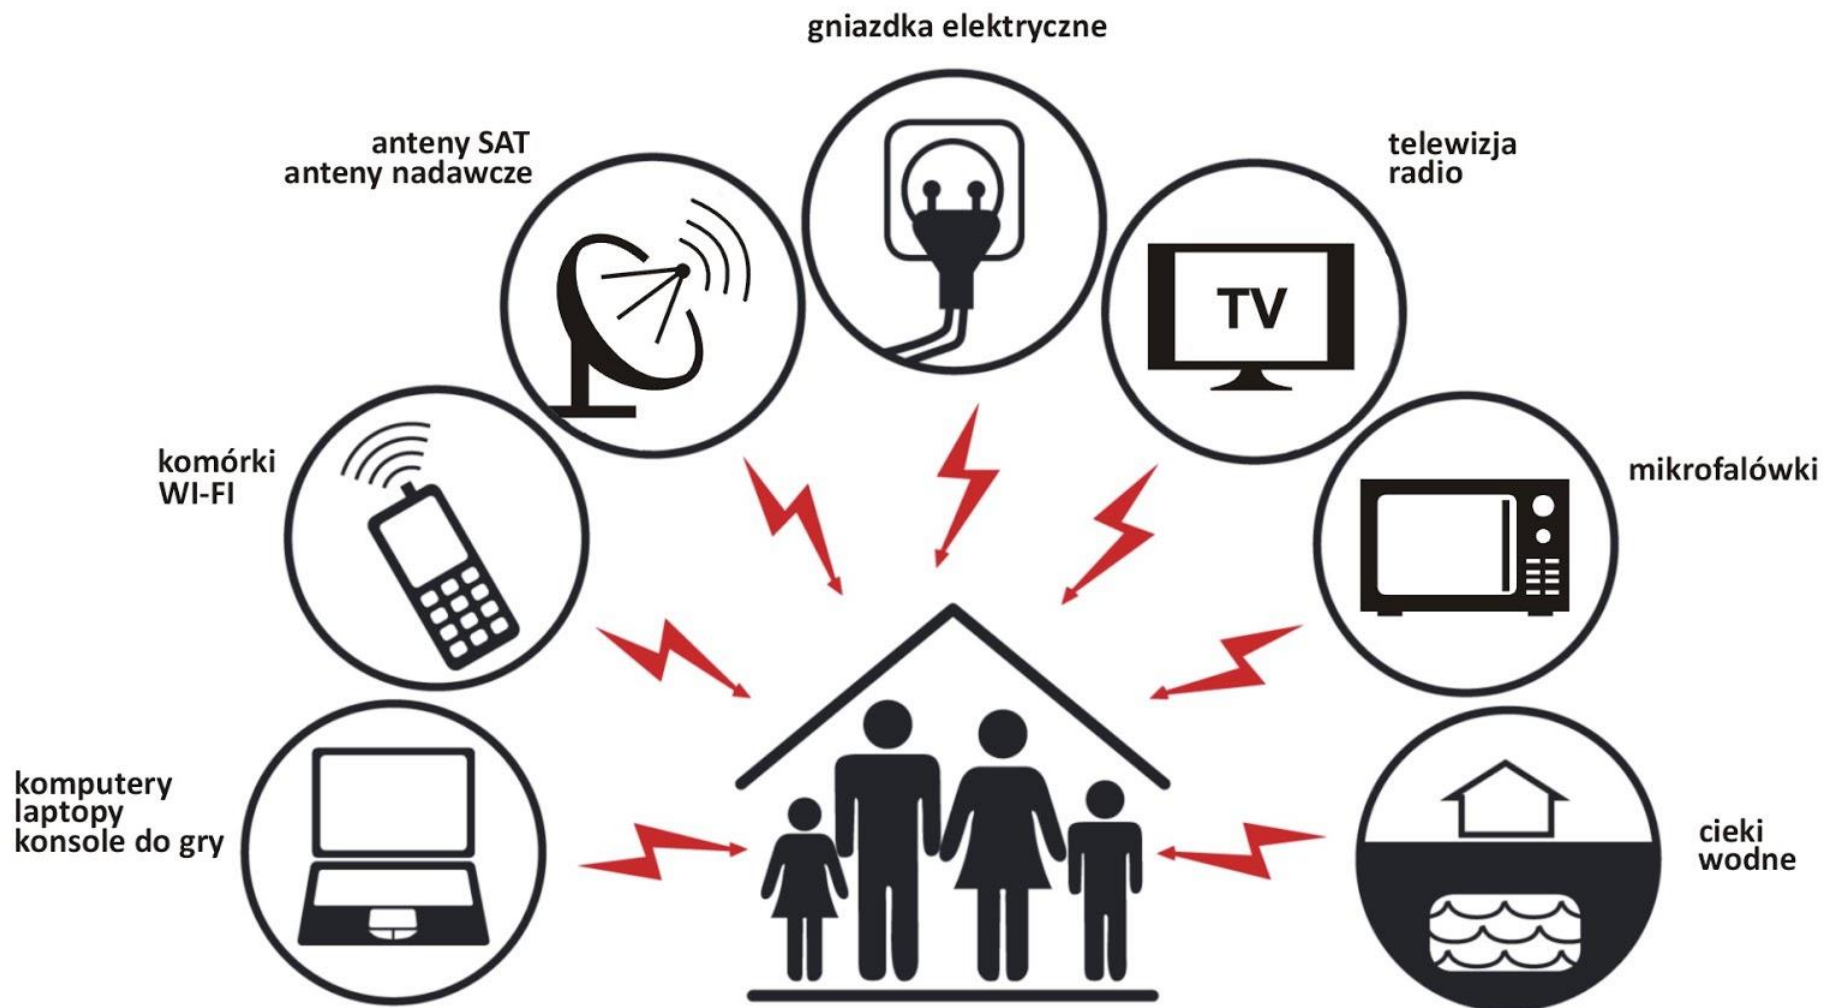 gniazdka elektryczne
anteny SAT
anteny nadawcze
telewizja
radio
TV
komórki
WI-FI
mikrofalówki
komputery
laptopy
konsole do gry
cieki
wodne